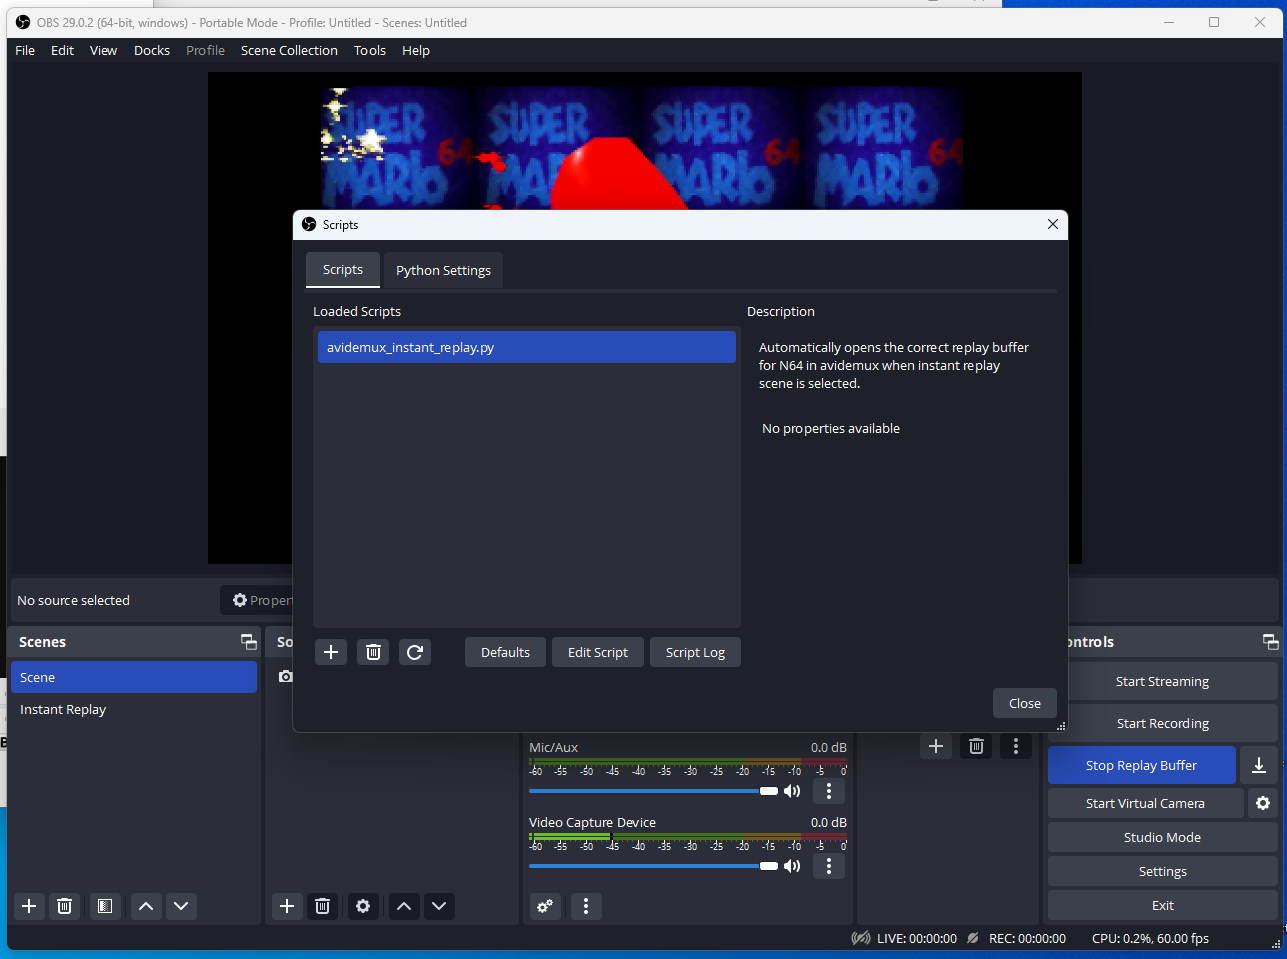 OBS 29.0.2 (64-bit, windows) - Portable Mode - Profile: Untitled - Scenes: Untitled
File Edit View Docks Profile Scene Collection Tools Help
SUPER SUPER SUPER SUPER
64 64 64
MARIO MARIO MARIO
Scripts
Scripts Python Settings
Loaded Scripts
Description
avidemux_instant_replay.py
Automatically opens the correct replay buffer
for N64 in avidemux when instant replay
scene is selected.
No properties available
No source selected
Defaults Edit Script Script Log
Close
Scenes
Scene
Instant Replay
Mic/Aux 0.0 dB
-60 -55 -50 -45 -40 -35 -30 -25 -20 -15 -10 -5 0
Video Capture Device 0.0 dB
-60 -55 -50 -45 -40 -35 -30 -25 -20 -15 -10 -5 0
Start Streaming
Start Recording
Stop Replay Buffer
Start Virtual Camera
Studio Mode
Settings
Exit
LIVE: 00:00:00 REC: 00:00:00 CPU: 0.2%, 60.00 fps